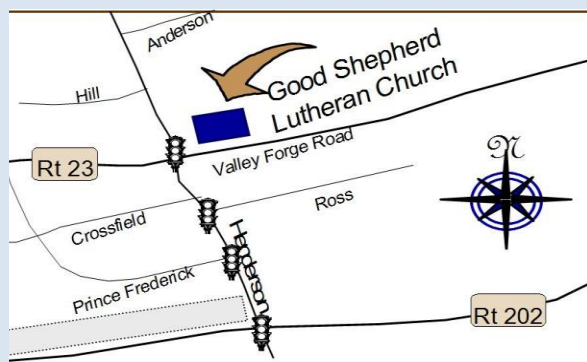 Anderson
Good Shepherd
Lutheran Church
Hill
N
Rt 23
Valley Forge Road
Ross
Crossfield
Henderson
Prince Frederick
Rt 202